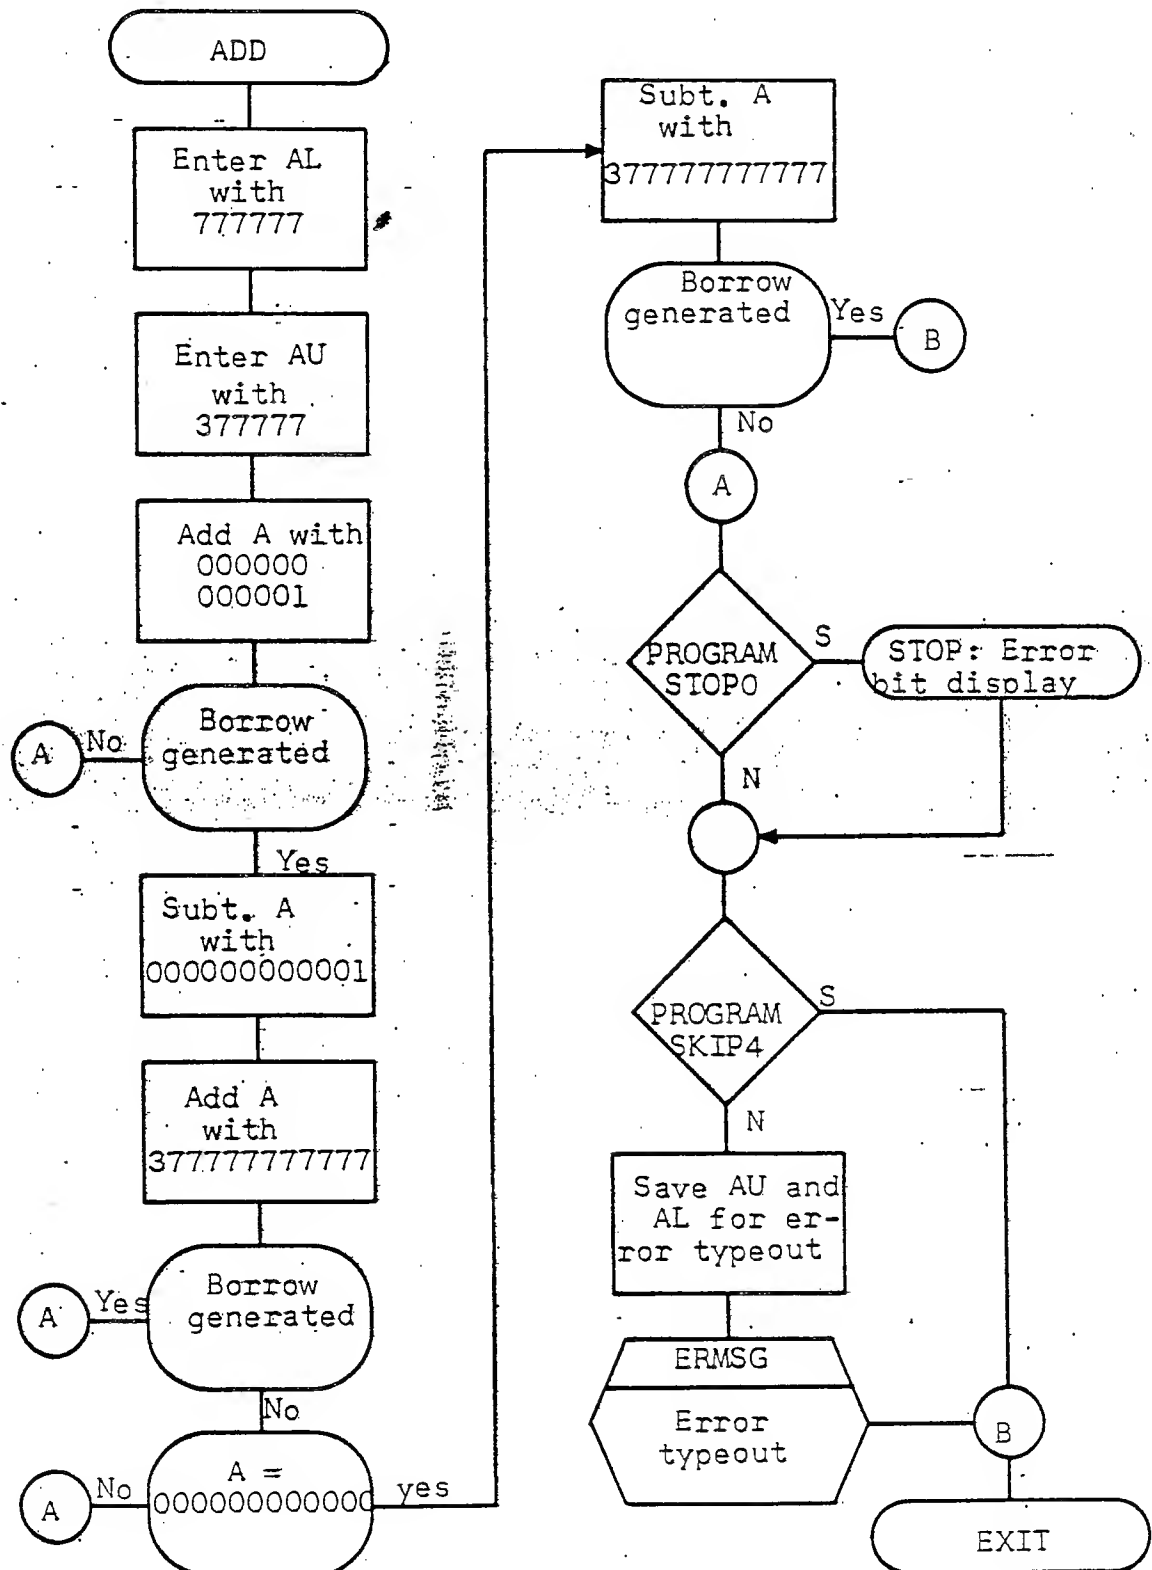 ADD
Enter AL
with
777777
Enter AU
with
377777
Add A with
000000
000001
Borrow
generated
No
A
Yes
Subt. A
with
000000000001
Add A
with
377777777777
Borrow
generated
Yes
A
No
A =
000000000000
No
A
yes
Subt. A
with
377777777777
Borrow
generated
Yes
B
No
A
PROGRAM
STOP0
S
STOP: Error
bit display
N
PROGRAM
SKIP4
S
N
Save AU and
AL for er-
ror typeout
ERMSG
Error
typeout
B
EXIT